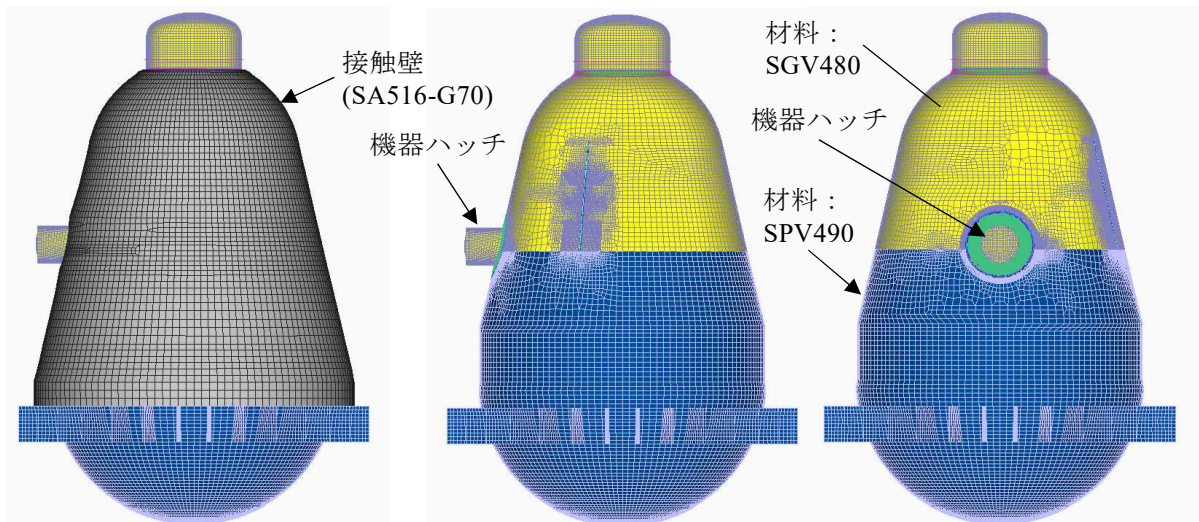 接触壁
(SA516-G70)
機器ハッチ
材料：
SGV480
機器ハッチ
材料：
SPV490